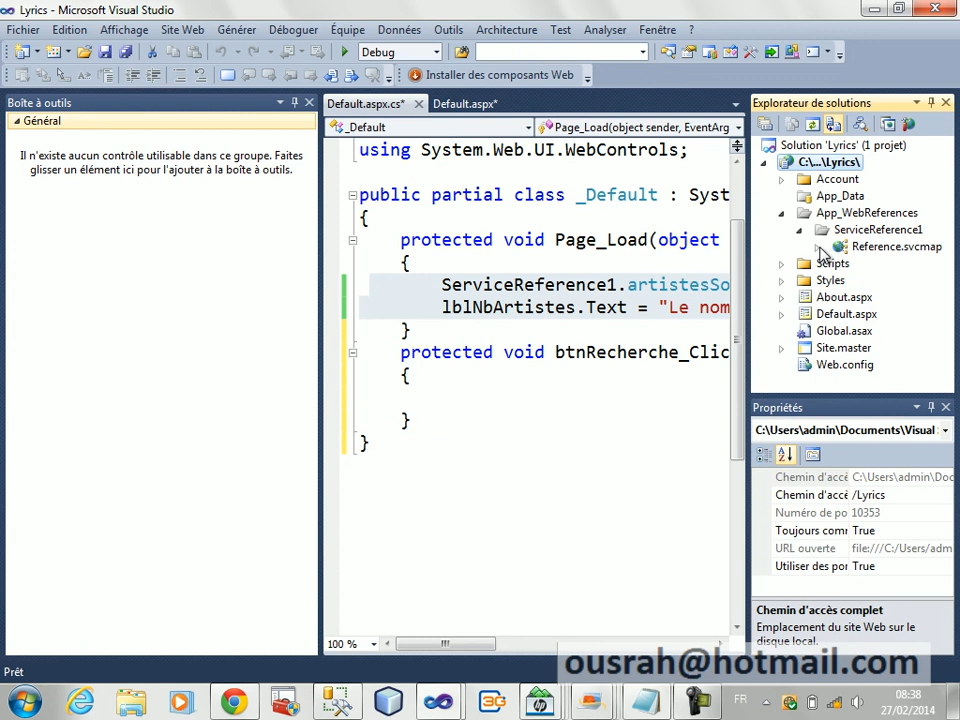 Lyrics - Microsoft Visual Studio
Fichier Edition Affichage Site Web Générer Déboguer Équipe Données Outils Architecture Test Analyser Fenêtre ?
Debug
Installer des composants Web
Boîte à outils
Général
Il n'existe aucun contrôle utilisable dans ce groupe. Faites
glisser un élément ici pour l'ajouter à la boîte à outils.
Default.aspx.cs* Default.aspx*
_Default Page_Load(object sender, EventArg
using System.Web.UI.WebControls;
public partial class _Default : Syst
{
protected void Page_Load(object
{
ServiceReference1.artistesSo
lblNbArtistes.Text = "Le nom
}
protected void btnRecherche_Clic
{
}
}
100 %
Explorateur de solutions
Solution 'Lyrics' (1 projet)
C:\...\Lyrics\
Account
App_Data
App_WebReferences
ServiceReference1
Reference.svcmap
Scripts
Styles
About.aspx
Default.aspx
Global.asax
Site.master
Web.config
Propriétés
C:\Users\admin\Documents\Visual
Chemin d'accè C:\Users\admin\Doc
Chemin d'accè /Lyrics
Numéro de po 10353
Toujours comr True
URL ouverte file:///C:/Users/adm
Utiliser des por True
Chemin d'accès complet
Emplacement du site Web sur le
disque local.
Prêt
ousrah@hotmail.com
FR
08:38
27/02/2014